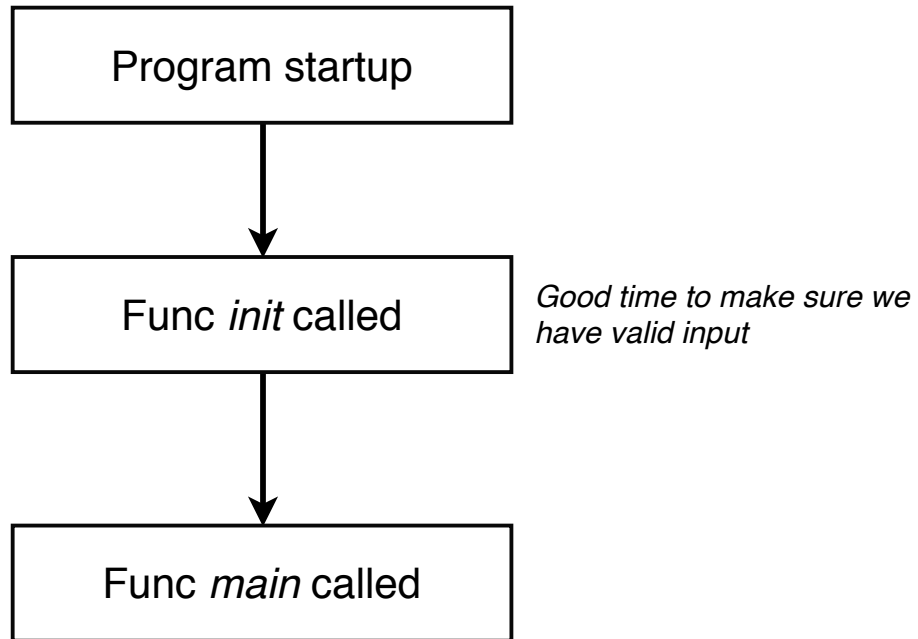 Program startup
Func init called
Good time to make sure we
have valid input
Func main called